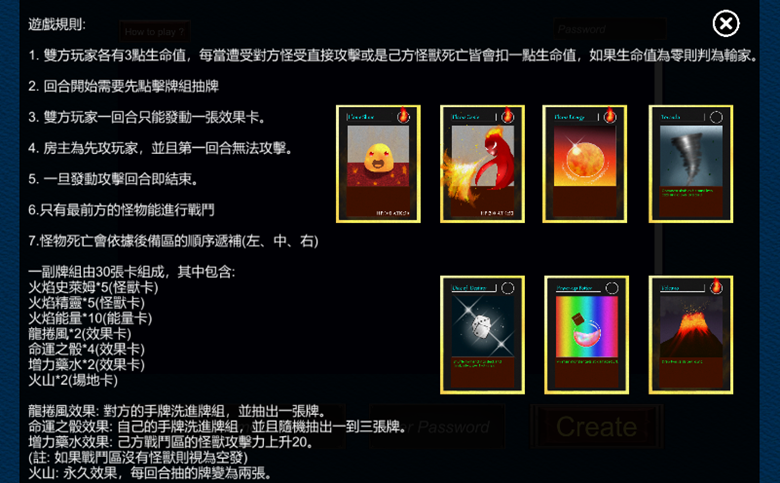 遊戲規則:
How to play ?
Password
1. 雙方玩家各有3點生命值，每當遭受對方怪受直接攻擊或是己方怪獸死亡皆會扣一點生命值，如果生命值為零則判為輸家。
2. 回合開始需要先點擊牌組抽牌
3. 雙方玩家一回合只能發動一張效果卡。
4. 房主為先攻玩家，並且第一回合無法攻擊。
5. 一旦發動攻擊回合即結束。
6.只有最前方的怪物能進行戰鬥
7.怪物死亡會依據後備區的順序遞補(左、中、右)
一副牌組由30張卡組成，其中包含:
火焰史萊姆*5(怪獸卡)
火焰精靈*5(怪獸卡)
火焰能量*10(能量卡)
龍捲風*2(效果卡)
命運之骰*4(效果卡)
增力藥水*2(效果卡)
火山*2(場地卡)
龍捲風效果: 對方的手牌洗進牌組，並抽出一張牌。
命運之骰效果: 自己的手牌洗進牌組，並且隨機抽出一到三張牌。
增力藥水效果: 己方戰鬥區的怪獸攻擊力上升20。
(註: 如果戰鬥區沒有怪獸則視為空發)
火山: 永久效果，每回合抽的牌變為兩張。
Password
Create